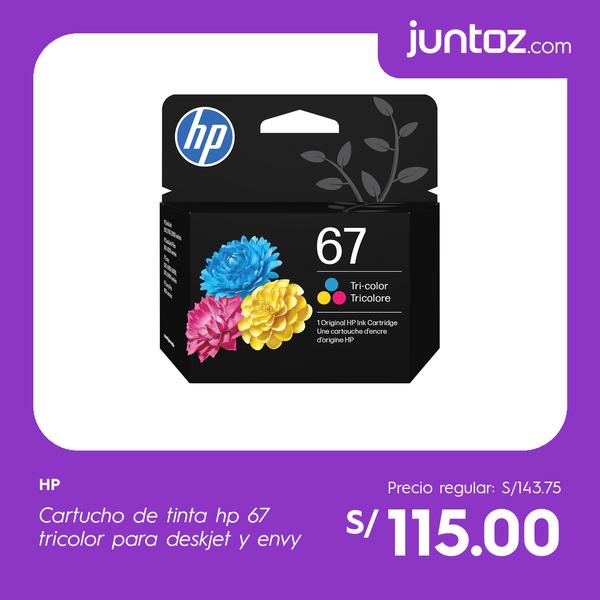 juntoz.com
hp
67
Tri-color
Tricolore
1 Original HP Ink Cartridge
Une cartouche d'encre
d'origine HP
HP
Cartucho de tinta hp 67
tricolor para deskjet y envy
Precio regular: S/143.75
S/ 115.00